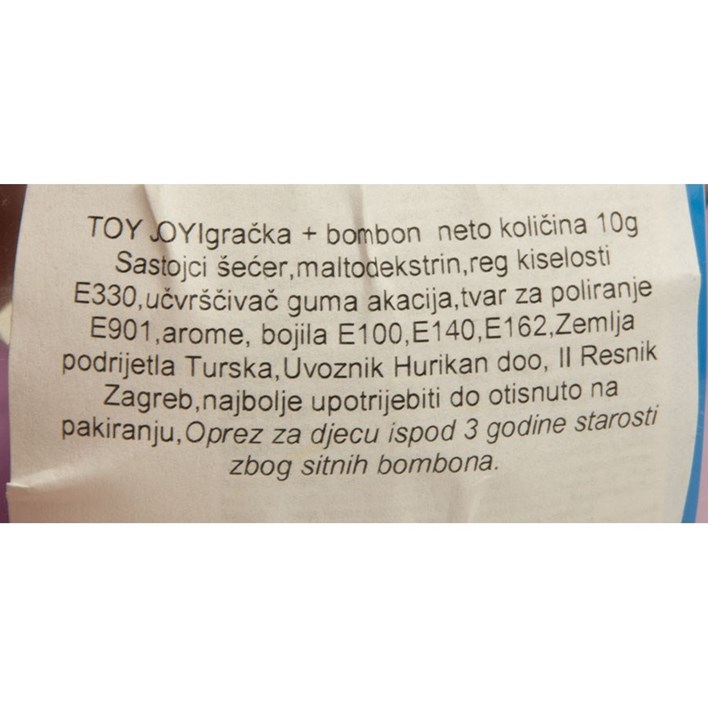 TOY JOYIgračka + bombon neto količina 10g
Sastojci šećer,maltodekstrin,reg kiselosti
E330,učvrščivač guma akacija,tvar za poliranje
E901,arome, bojila E100,E140,E162,Zemlja
podrijetla Turska,Uvoznik Hurikan doo, II Resnik
Zagreb,najbolje upotrijebiti do otisnuto na
pakiranju,Oprez za djecu ispod 3 godine starosti
zbog sitnih bombona.